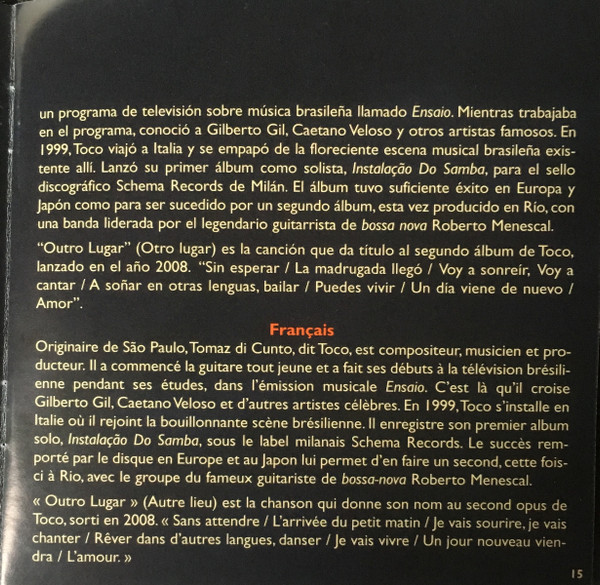 un programa de televisión sobre música brasileña llamado Ensaio. Mientras trabajaba
en el programa, conoció a Gilberto Gil, Caetano Veloso y otros artistas famosos. En
1999, Toco viajó a Italia y se empapó de la floreciente escena musical brasileña exis-
tente allí. Lanzó su primer álbum como solista, Instalação Do Samba, para el sello
discográfico Schema Records de Milán. El álbum tuvo suficiente éxito en Europa y
Japón como para ser sucedido por un segundo álbum, esta vez producido en Río, con
una banda liderada por el legendario guitarrista de bossa nova Roberto Menescal.
“Outro Lugar” (Otro lugar) es la canción que da título al segundo álbum de Toco,
lanzado en el año 2008. “Sin esperar / La madrugada llegó / Voy a sonreír, Voy a
cantar / A soñar en otras lenguas, bailar / Puedes vivir / Un día viene de nuevo /
Amor”.
Français
Originaire de São Paulo, Tomaz di Cunto, dit Toco, est compositeur, musicien et pro-
ducteur. Il a commencé la guitare tout jeune et a fait ses débuts à la télévision brésili-
enne pendant ses études, dans l’émission musicale Ensaio. C’est là qu’il croise
Gilberto Gil, Caetano Veloso et d’autres artistes célèbres. En 1999, Toco s’installe en
Italie où il rejoint la bouillonnante scène brésilienne. Il enregistre son premier album
solo, Instalação Do Samba, sous le label milanais Schema Records. Le succès rem-
porté par le disque en Europe et au Japon lui permet d’en faire un second, cette fois-
ci à Rio, avec le groupe du fameux guitariste de bossa-nova Roberto Menescal.
« Outro Lugar » (Autre lieu) est la chanson qui donne son nom au second opus de
Toco, sorti en 2008. « Sans attendre / L’arrivée du petit matin / Je vais sourire, je vais
chanter / Rêver dans d’autres langues, danser / Je vais vivre / Un jour nouveau vien-
dra / L’amour. »
15